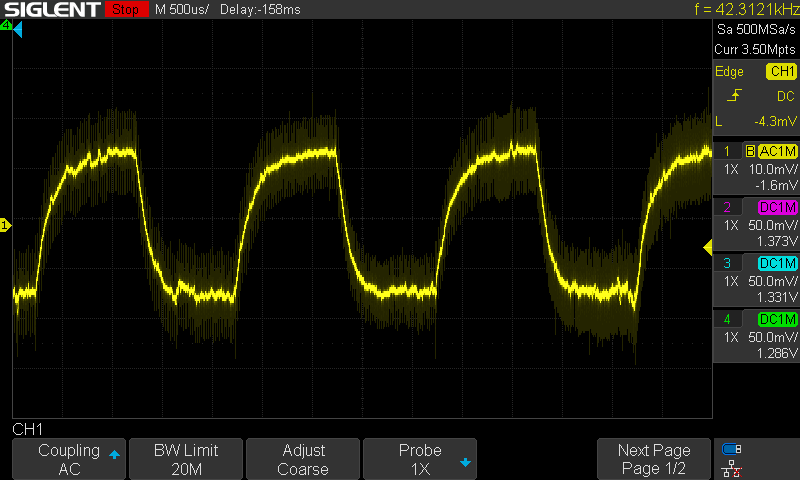 SIGLENT Stop M 500us/ Delay:-158ms f = 42.3121kHz
Sa 500MSa/s
Curr 3.50Mpts
Edge CH1
DC
L -4.3mV
1 B AC1M
1X 10.0mV/
-1.6mV
2 DC1M
1X 50.0mV/
1.373V
3 DC1M
1X 50.0mV/
1.331V
4 DC1M
1X 50.0mV/
1.286V
4
1
CH1
Coupling BW Limit Adjust Probe Next Page
AC 20M Coarse 1X Page 1/2